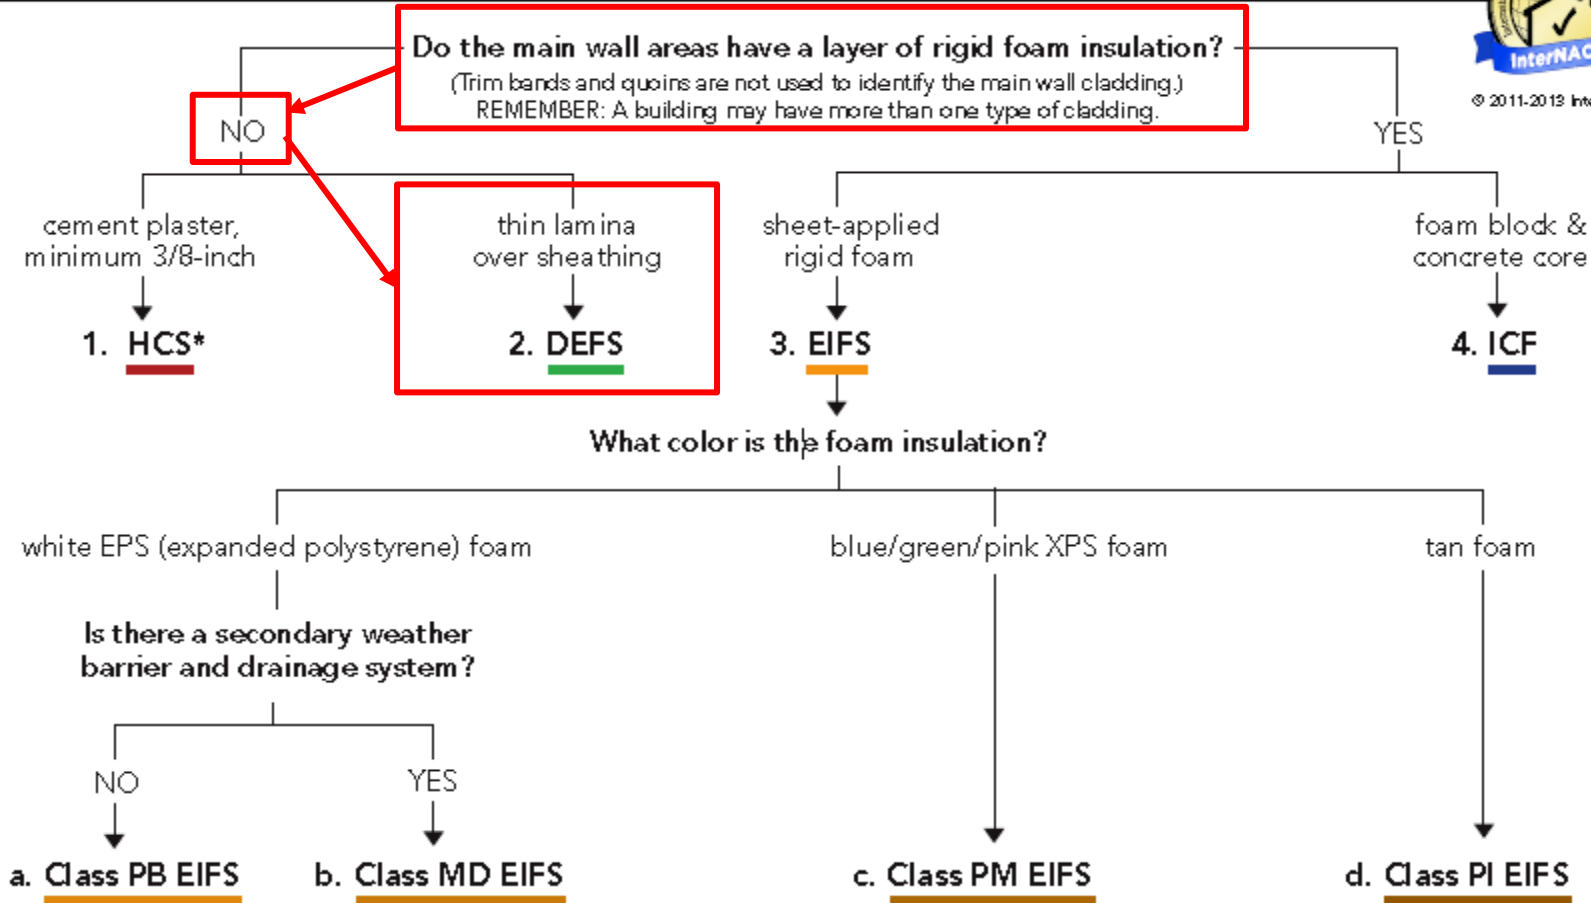 Do the main wall areas have a layer of rigid foam insulation?
(Trim bands and quoins are not used to identify the main wall cladding.)
REMEMBER: A building may have more than one type of cladding.
InterNAC
© 2011-2013 Inte
NO
YES
cement plaster,
minimum 3/8-inch
thin lamina
over sheathing
sheet-applied
rigid foam
foam block &
concrete core
1. HCS*
2. DEFS
3. EIFS
4. ICF
What color is the foam insulation?
white EPS (expanded polystyrene) foam
blue/green/pink XPS foam
tan foam
Is there a secondary weather
barrier and drainage system?
NO
YES
a. Class PB EIFS
b. Class MD EIFS
c. Class PM EIFS
d. Class PI EIFS